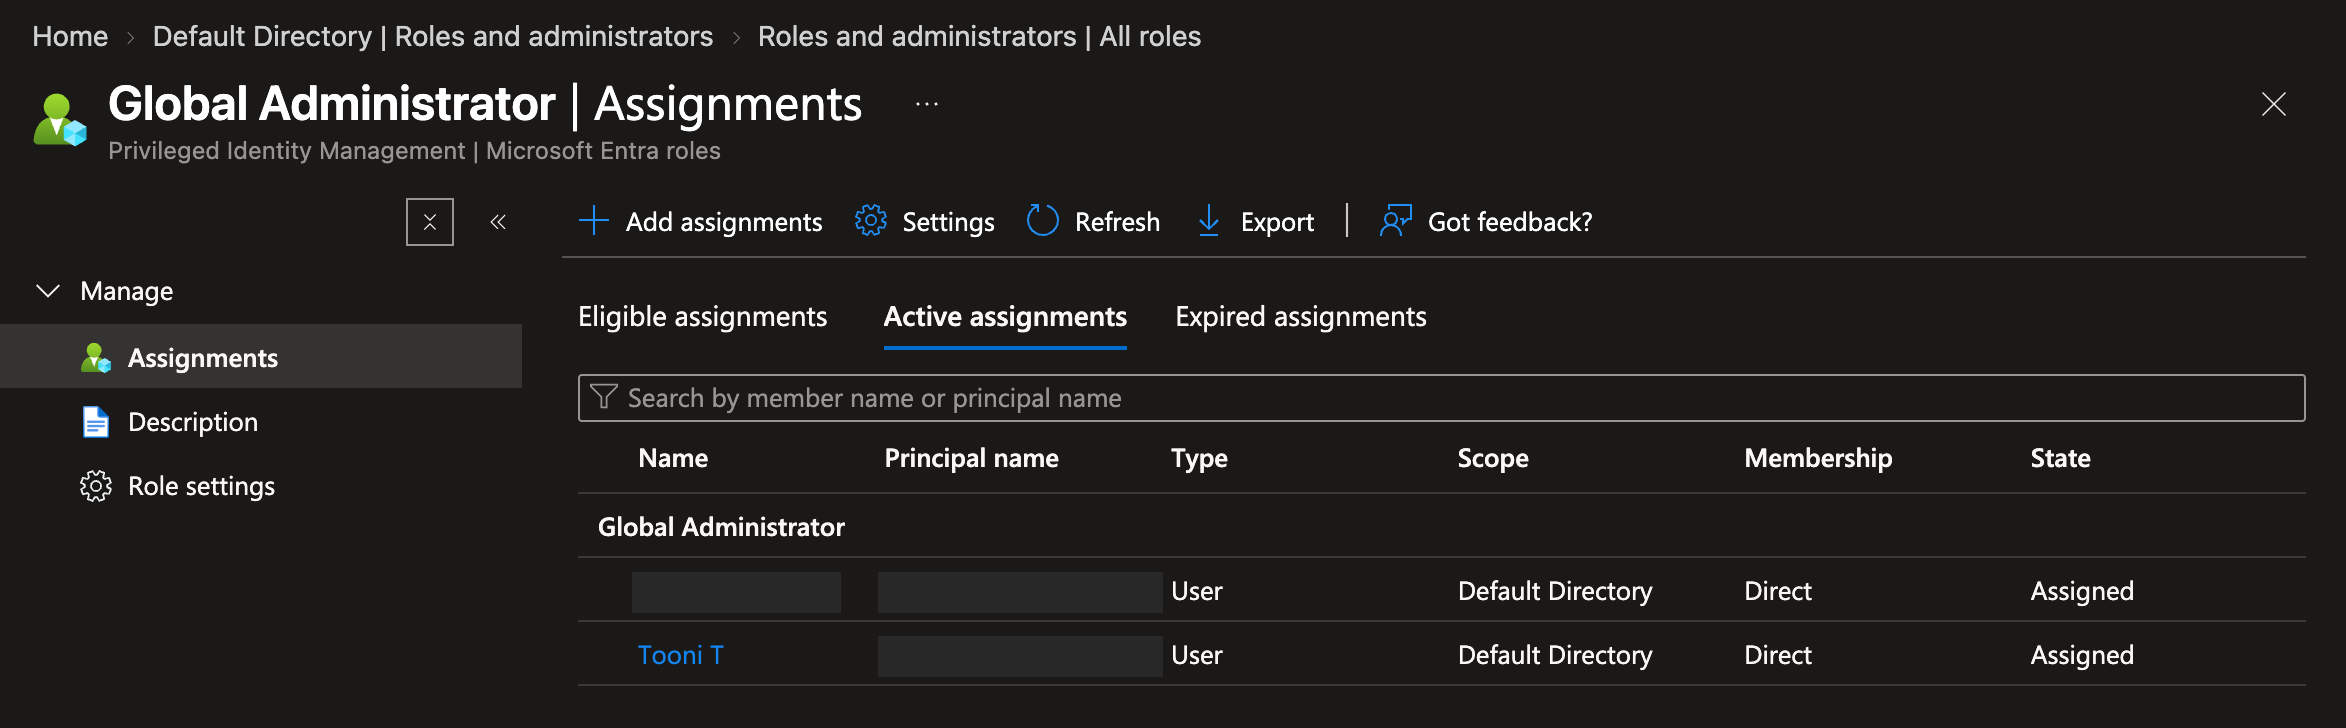 Home > Default Directory | Roles and administrators > Roles and administrators | All roles
Global Administrator | Assignments ...
Privileged Identity Management | Microsoft Entra roles
Add assignments Settings Refresh Export | Got feedback?
Manage
Assignments
Description
Role settings
Eligible assignments Active assignments Expired assignments
Search by member name or principal name
Name Principal name Type Scope Membership State
Global Administrator
User Default Directory Direct Assigned
Tooni T User Default Directory Direct Assigned